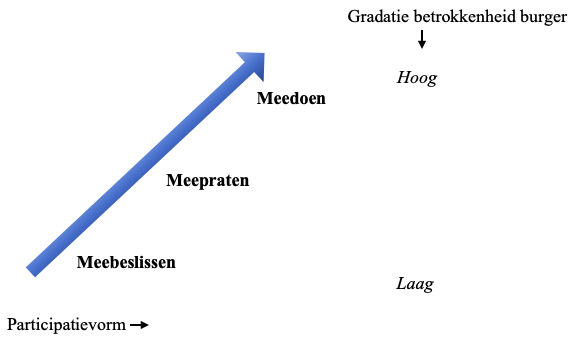 Gradatie betrokkenheid burger
Hoog
Meedoen
Meepraten
Meebeslissen
Laag
Participatievorm